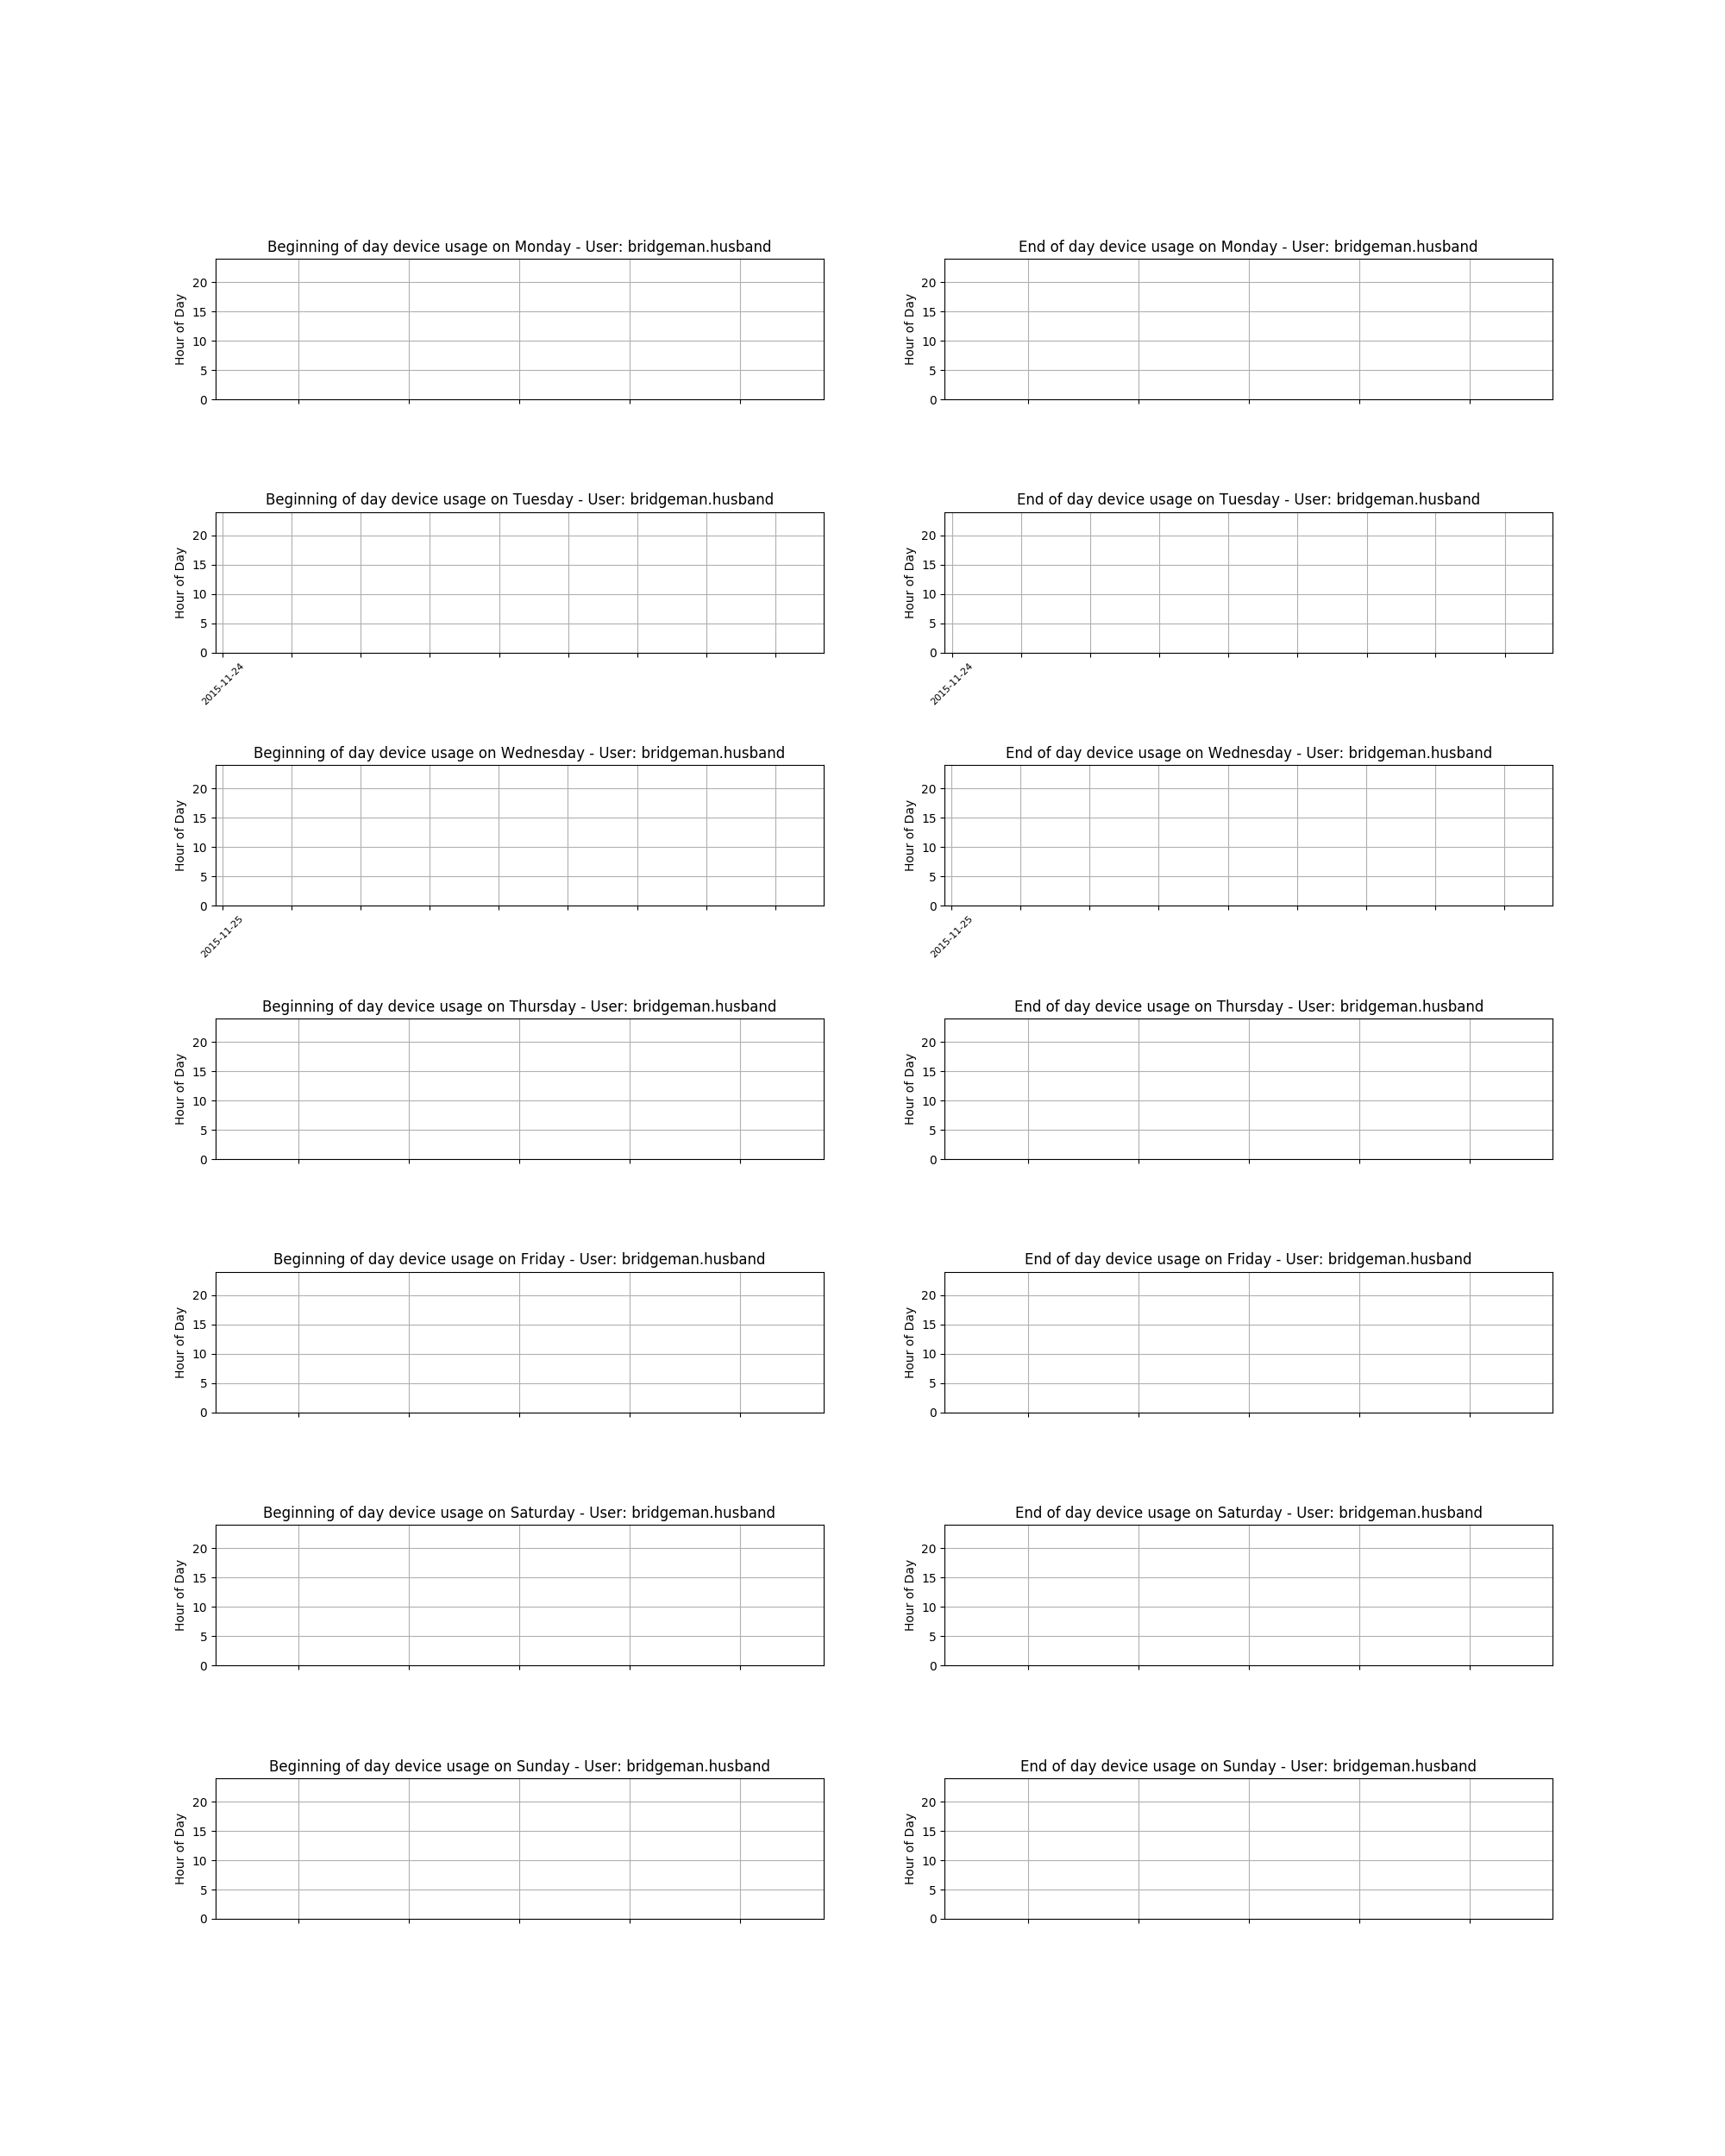 Beginning of day device usage on Monday - User: bridgeman.husband
Hour of Day
20
15
10
5
0
End of day device usage on Monday - User: bridgeman.husband
Hour of Day
20
15
10
5
0
Beginning of day device usage on Tuesday - User: bridgeman.husband
Hour of Day
20
15
10
5
0
2015-11-24
End of day device usage on Tuesday - User: bridgeman.husband
Hour of Day
20
15
10
5
0
2015-11-24
Beginning of day device usage on Wednesday - User: bridgeman.husband
Hour of Day
20
15
10
5
0
2015-11-25
End of day device usage on Wednesday - User: bridgeman.husband
Hour of Day
20
15
10
5
0
2015-11-25
Beginning of day device usage on Thursday - User: bridgeman.husband
Hour of Day
20
15
10
5
0
End of day device usage on Thursday - User: bridgeman.husband
Hour of Day
20
15
10
5
0
Beginning of day device usage on Friday - User: bridgeman.husband
Hour of Day
20
15
10
5
0
End of day device usage on Friday - User: bridgeman.husband
Hour of Day
20
15
10
5
0
Beginning of day device usage on Saturday - User: bridgeman.husband
Hour of Day
20
15
10
5
0
End of day device usage on Saturday - User: bridgeman.husband
Hour of Day
20
15
10
5
0
Beginning of day device usage on Sunday - User: bridgeman.husband
Hour of Day
20
15
10
5
0
End of day device usage on Sunday - User: bridgeman.husband
Hour of Day
20
15
10
5
0